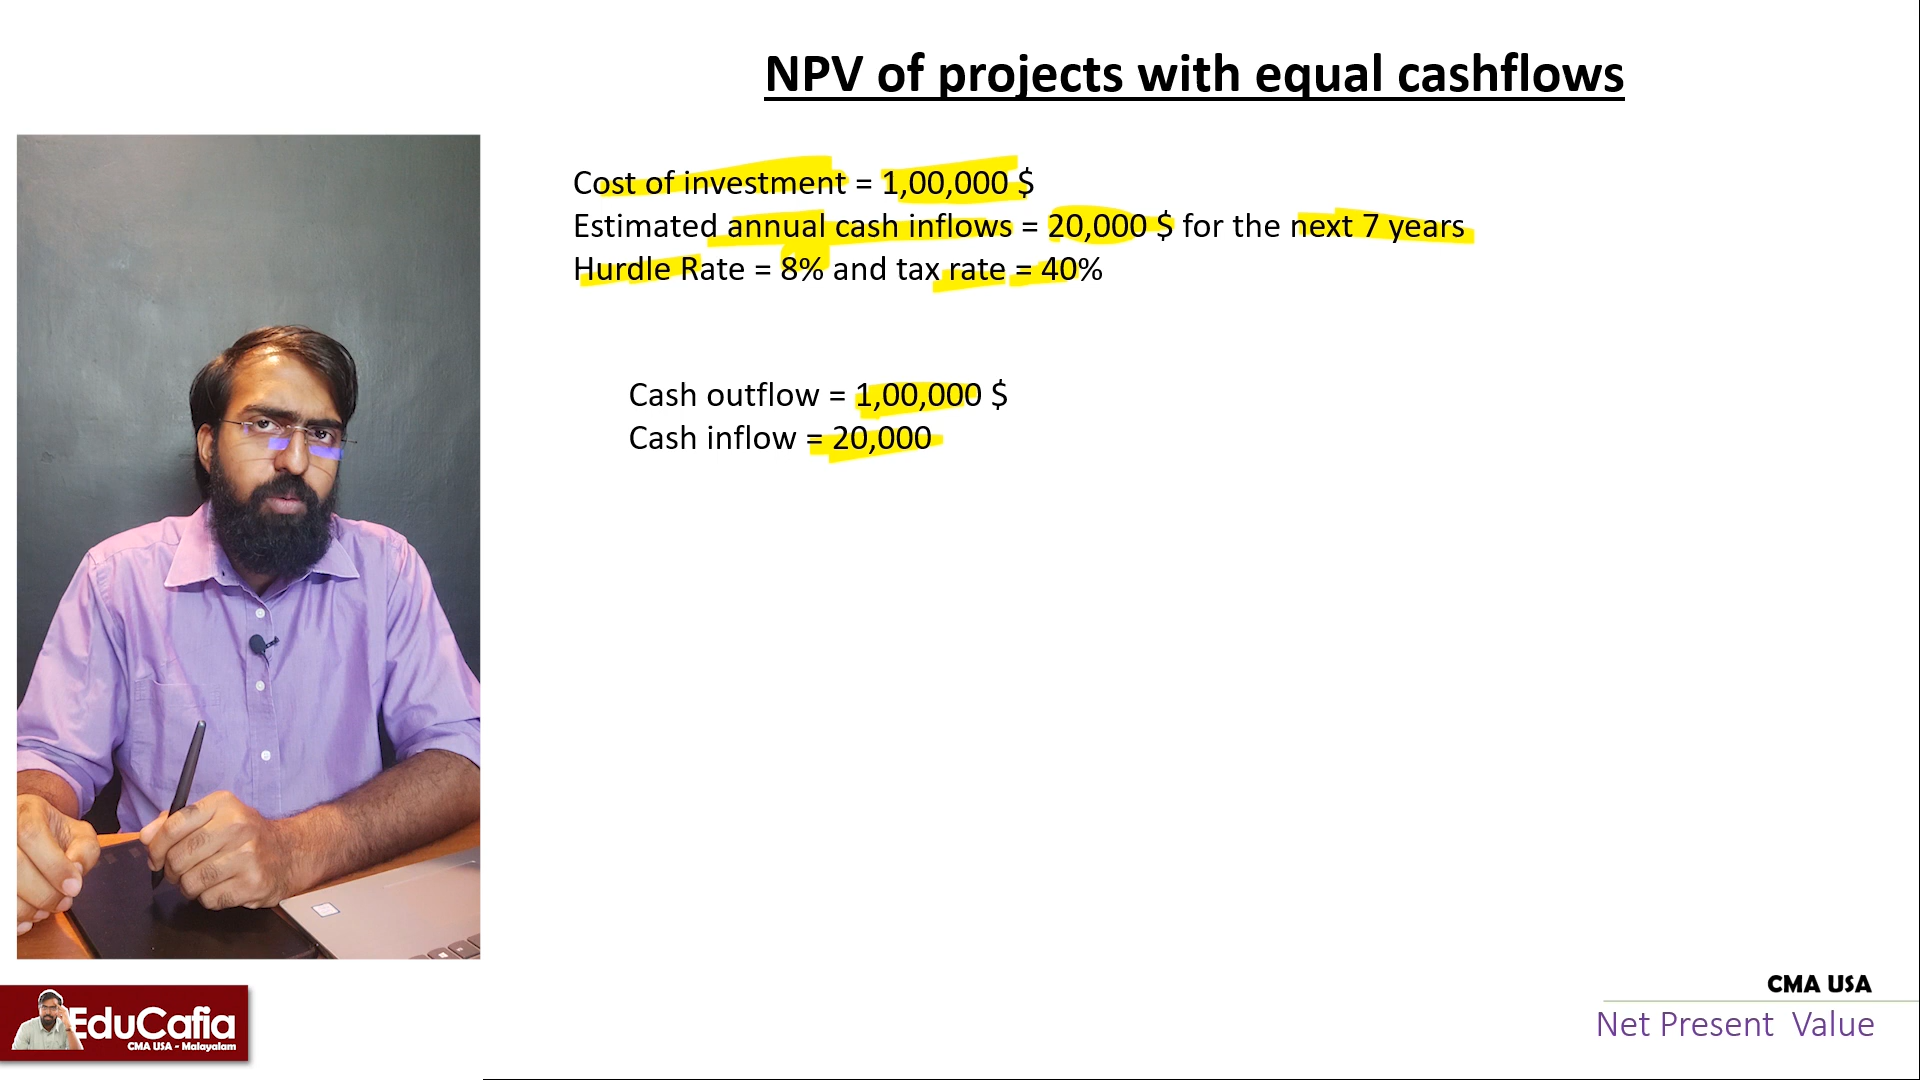 NPV of projects with equal cashflows
Cost of investment = 1,00,000 $
Estimated annual cash inflows = 20,000 $ for the next 7 years
Hurdle Rate = 8% and tax rate = 40%
Cash outflow = 1,00,000 $
Cash inflow = 20,000
EduCafia
CMA USA - Malayalam
CMA USA
Net Present Value